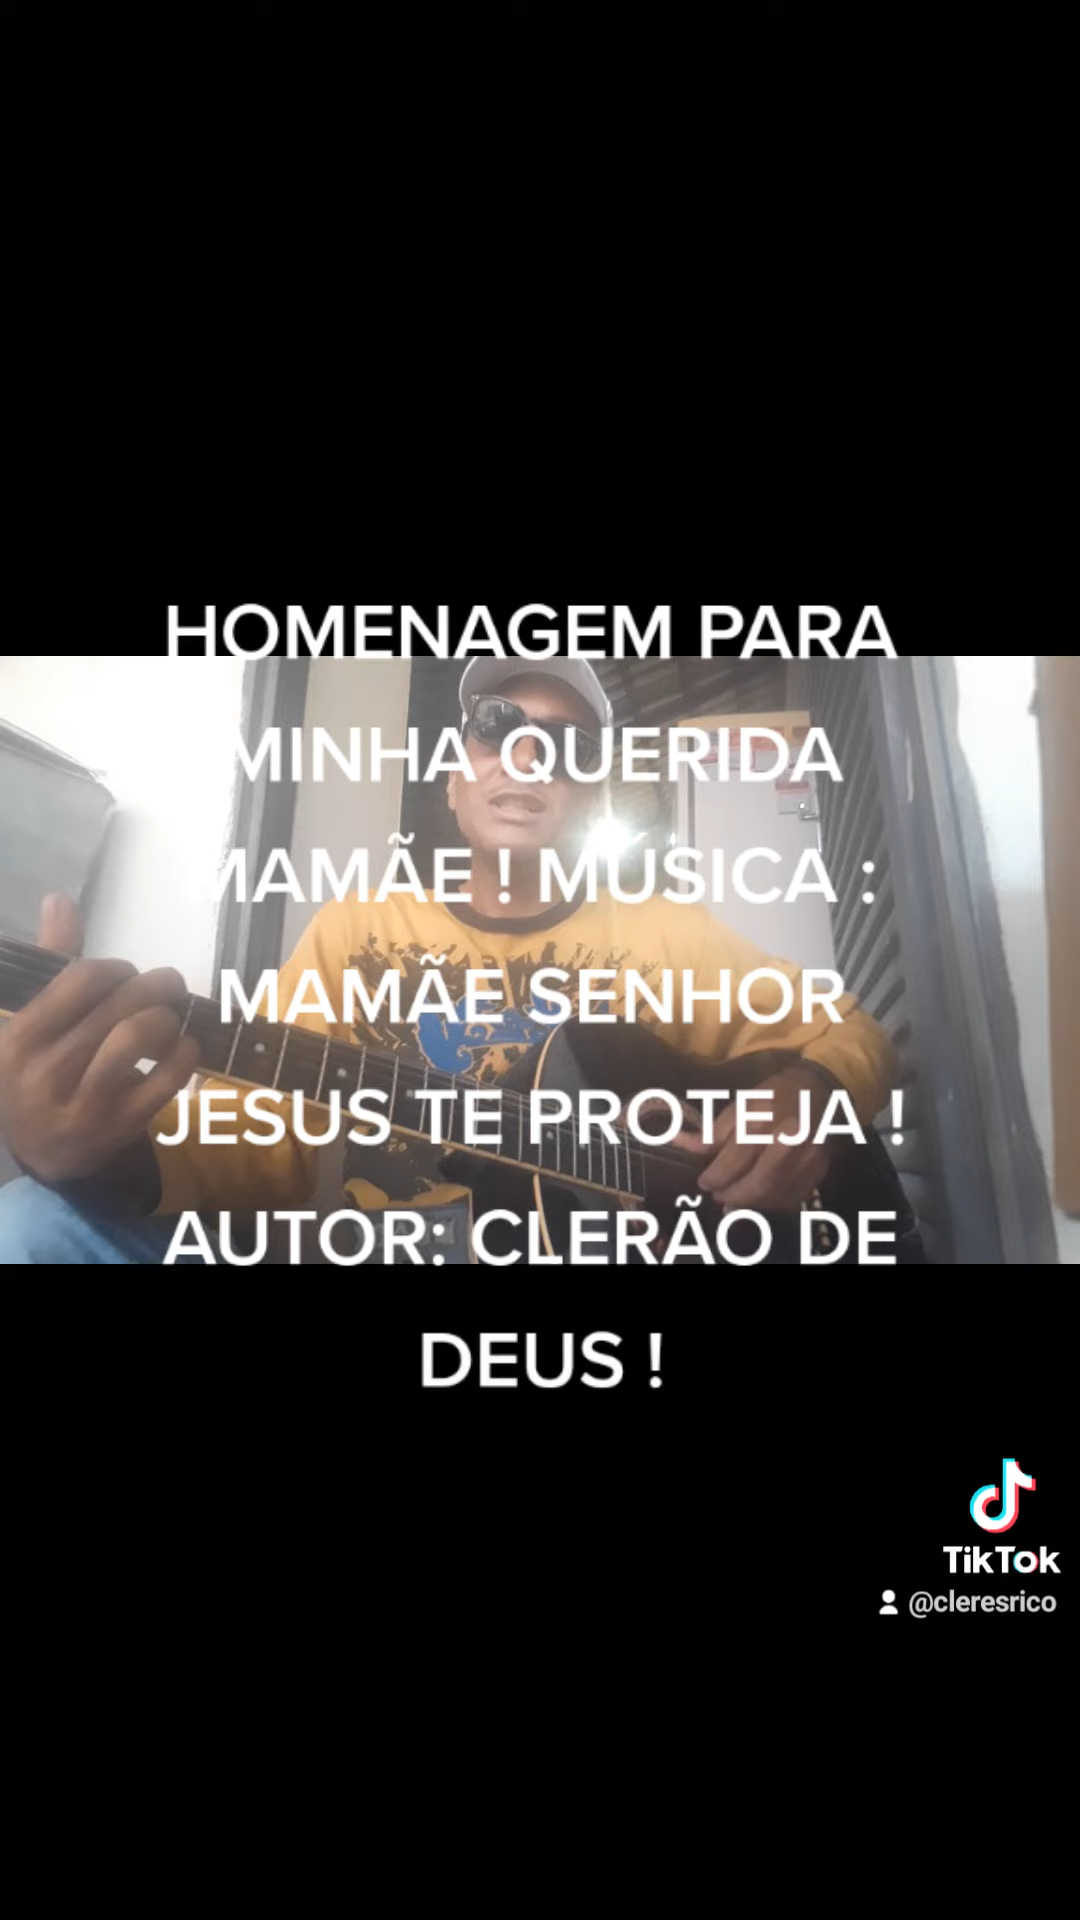 HOMENAGEM PARA
MINHA QUERIDA
MAMÃE ! MÚSICA :
MAMÃE SENHOR
JESUS TE PROTEJA !
AUTOR: CLERÃO DE
DEUS !
TikTok
@cleresrico